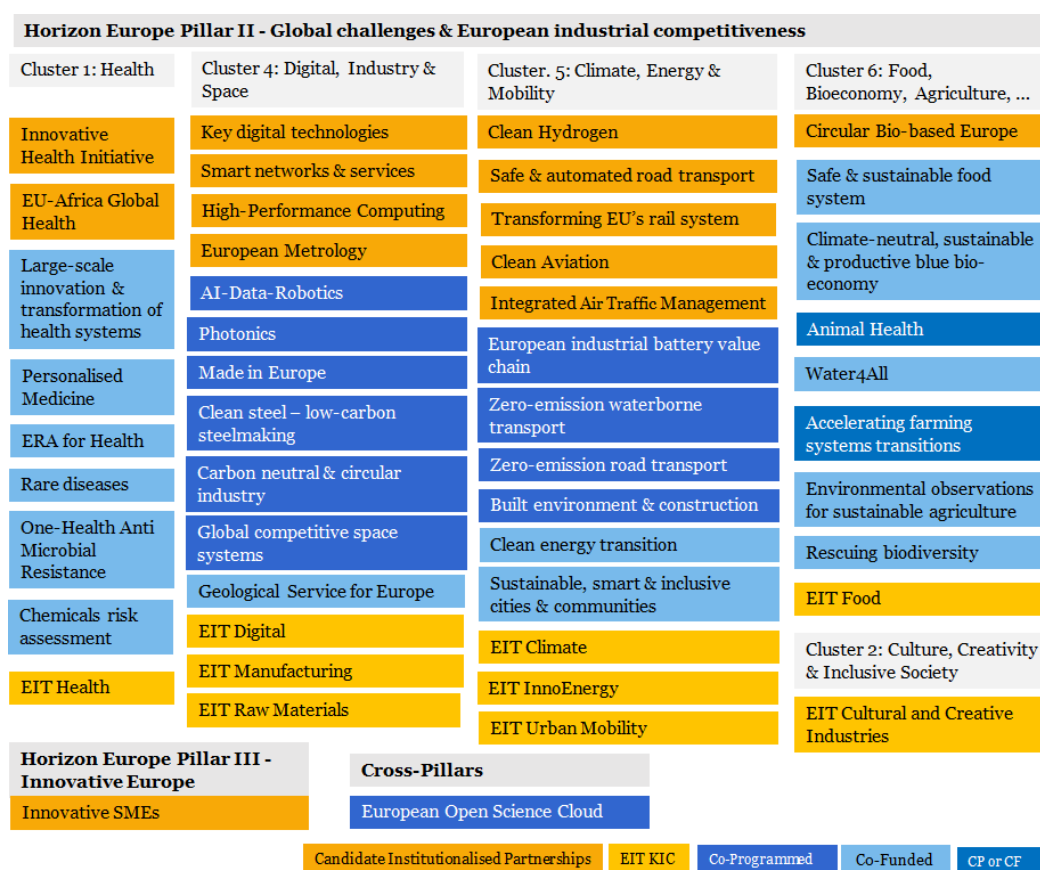 Horizon Europe Pillar II - Global challenges & European industrial competitiveness
Cluster 1: Health
Innovative
Health Initiative
EU-Africa Global
Health
Large-scale
innovation &
transformation of
health systems
Personalised
Medicine
ERA for Health
Rare diseases
One-Health Anti
Microbial
Resistance
Chemicals risk
assessment
EIT Health
Cluster 4: Digital, Industry &
Space
Key digital technologies
Smart networks & services
High-Performance Computing
European Metrology
AI-Data-Robotics
Photonics
Made in Europe
Clean steel – low-carbon
steelmaking
Carbon neutral & circular
industry
Global competitive space
systems
Geological Service for Europe
EIT Digital
EIT Manufacturing
EIT Raw Materials
Cluster. 5: Climate, Energy &
Mobility
Clean Hydrogen
Safe & automated road transport
Transforming EU's rail system
Clean Aviation
Integrated Air Traffic Management
European industrial battery value
chain
Zero-emission waterborne
transport
Zero-emission road transport
Built environment & construction
Clean energy transition
Sustainable, smart & inclusive
cities & communities
EIT Climate
EIT InnoEnergy
EIT Urban Mobility
Cluster 6: Food,
Bioeconomy, Agriculture, ...
Circular Bio-based Europe
Safe & sustainable food
system
Climate-neutral, sustainable
& productive blue bio-
economy
Animal Health
Water4All
Accelerating farming
systems transitions
Environmental observations
for sustainable agriculture
Rescuing biodiversity
EIT Food
Cluster 2: Culture, Creativity
& Inclusive Society
EIT Cultural and Creative
Industries
Horizon Europe Pillar III -
Innovative Europe
Innovative SMEs
Cross-Pillars
European Open Science Cloud
Candidate Institutionalised Partnerships
EIT KIC
Co-Programmed
Co-Funded
CP or CF